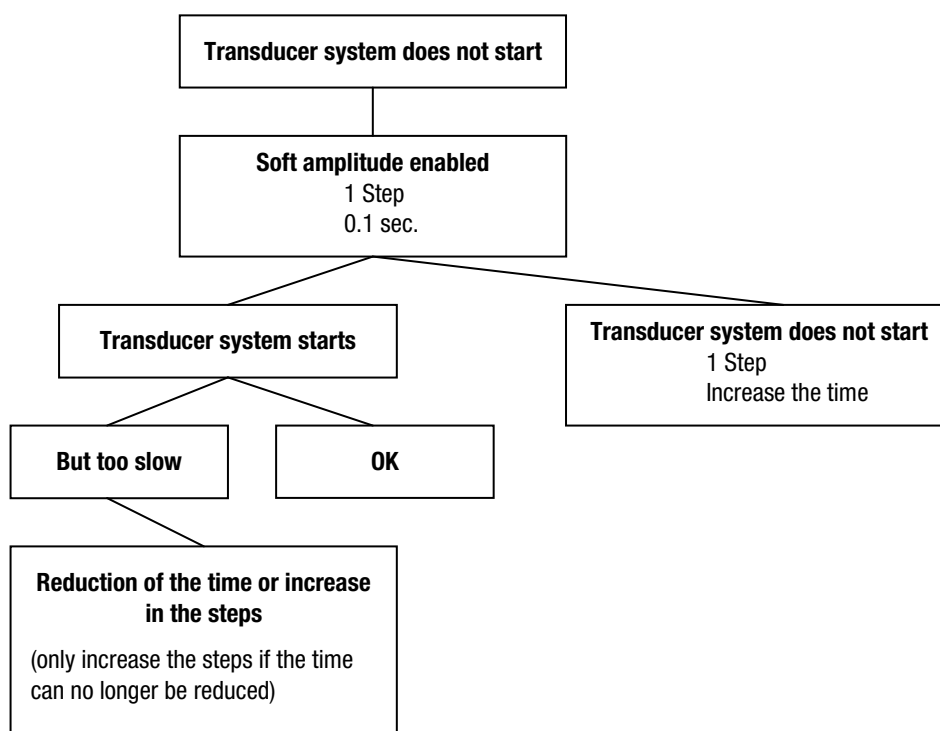 Transducer system does not start
Soft amplitude enabled
1 Step
0.1 sec.
Transducer system starts
Transducer system does not start
1 Step
Increase the time
But too slow
OK
Reduction of the time or increase
in the steps
(only increase the steps if the time
can no longer be reduced)